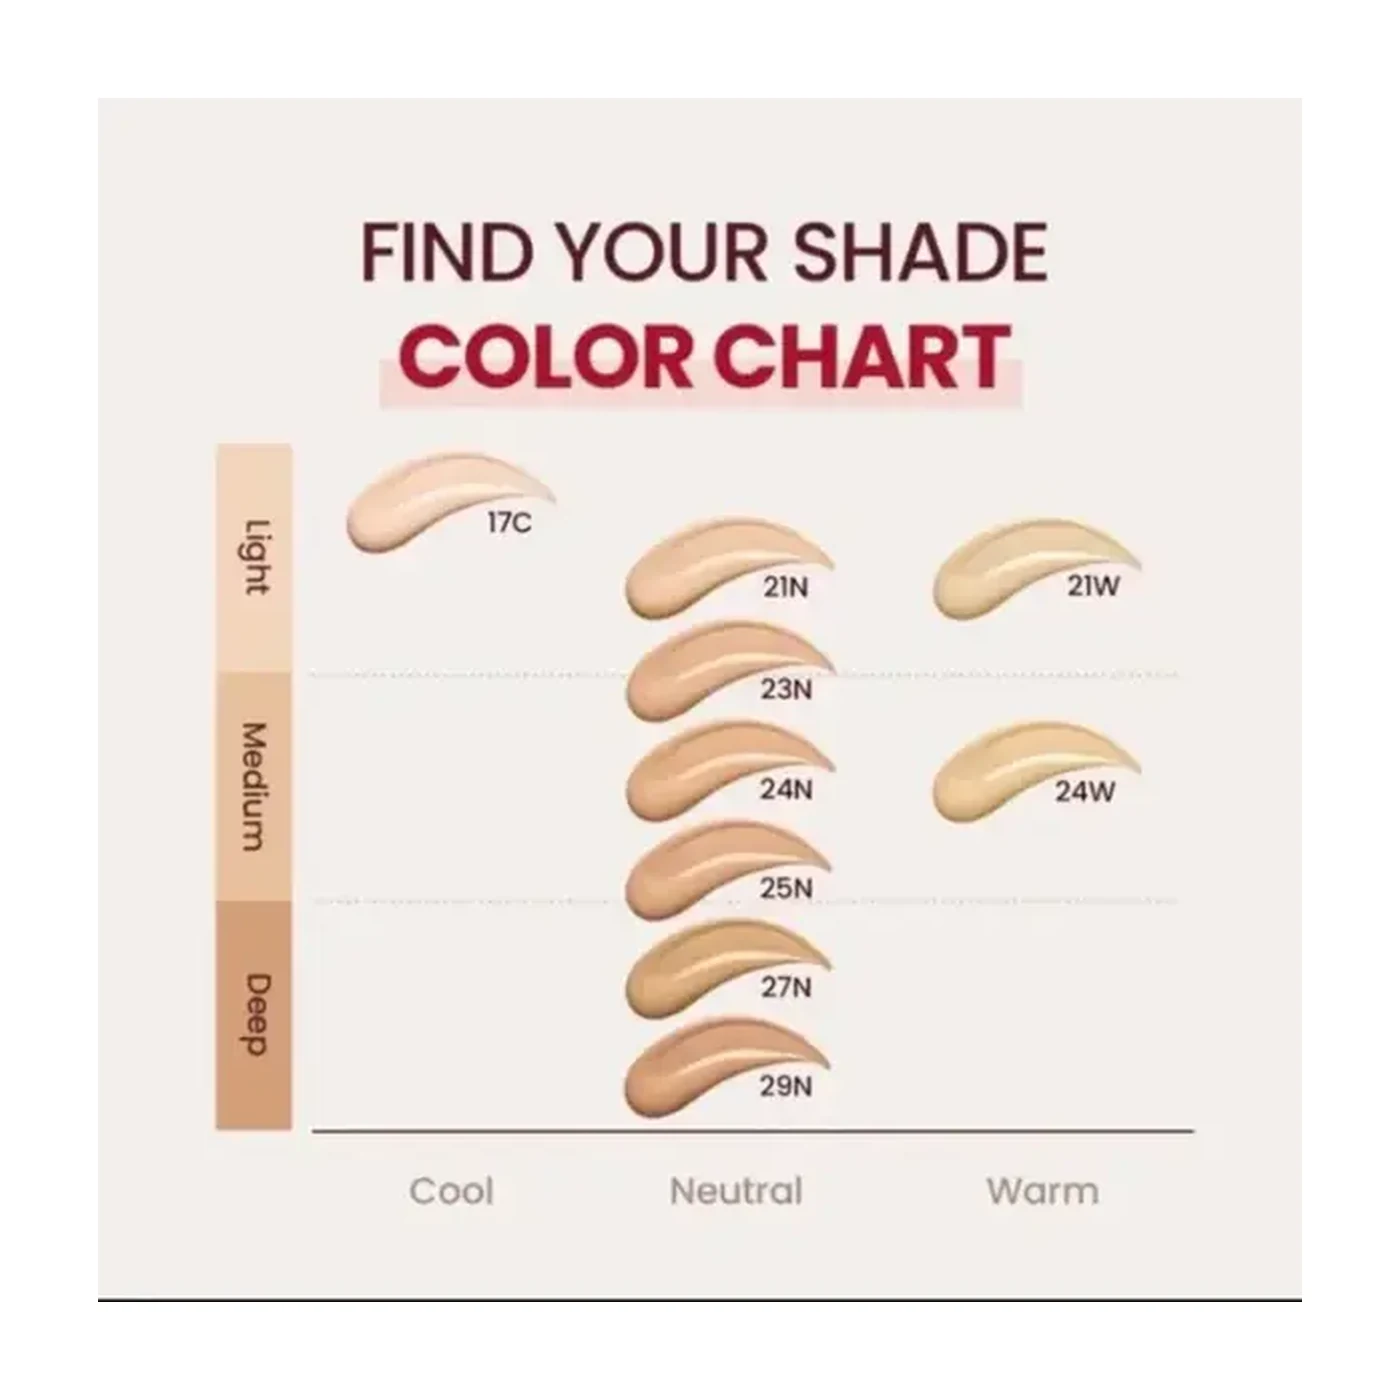 FIND YOUR SHADE
COLOR CHART
Light
17C
21N
21W
Medium
23N
24N
24W
25N
Deep
27N
29N
Cool
Neutral
Warm